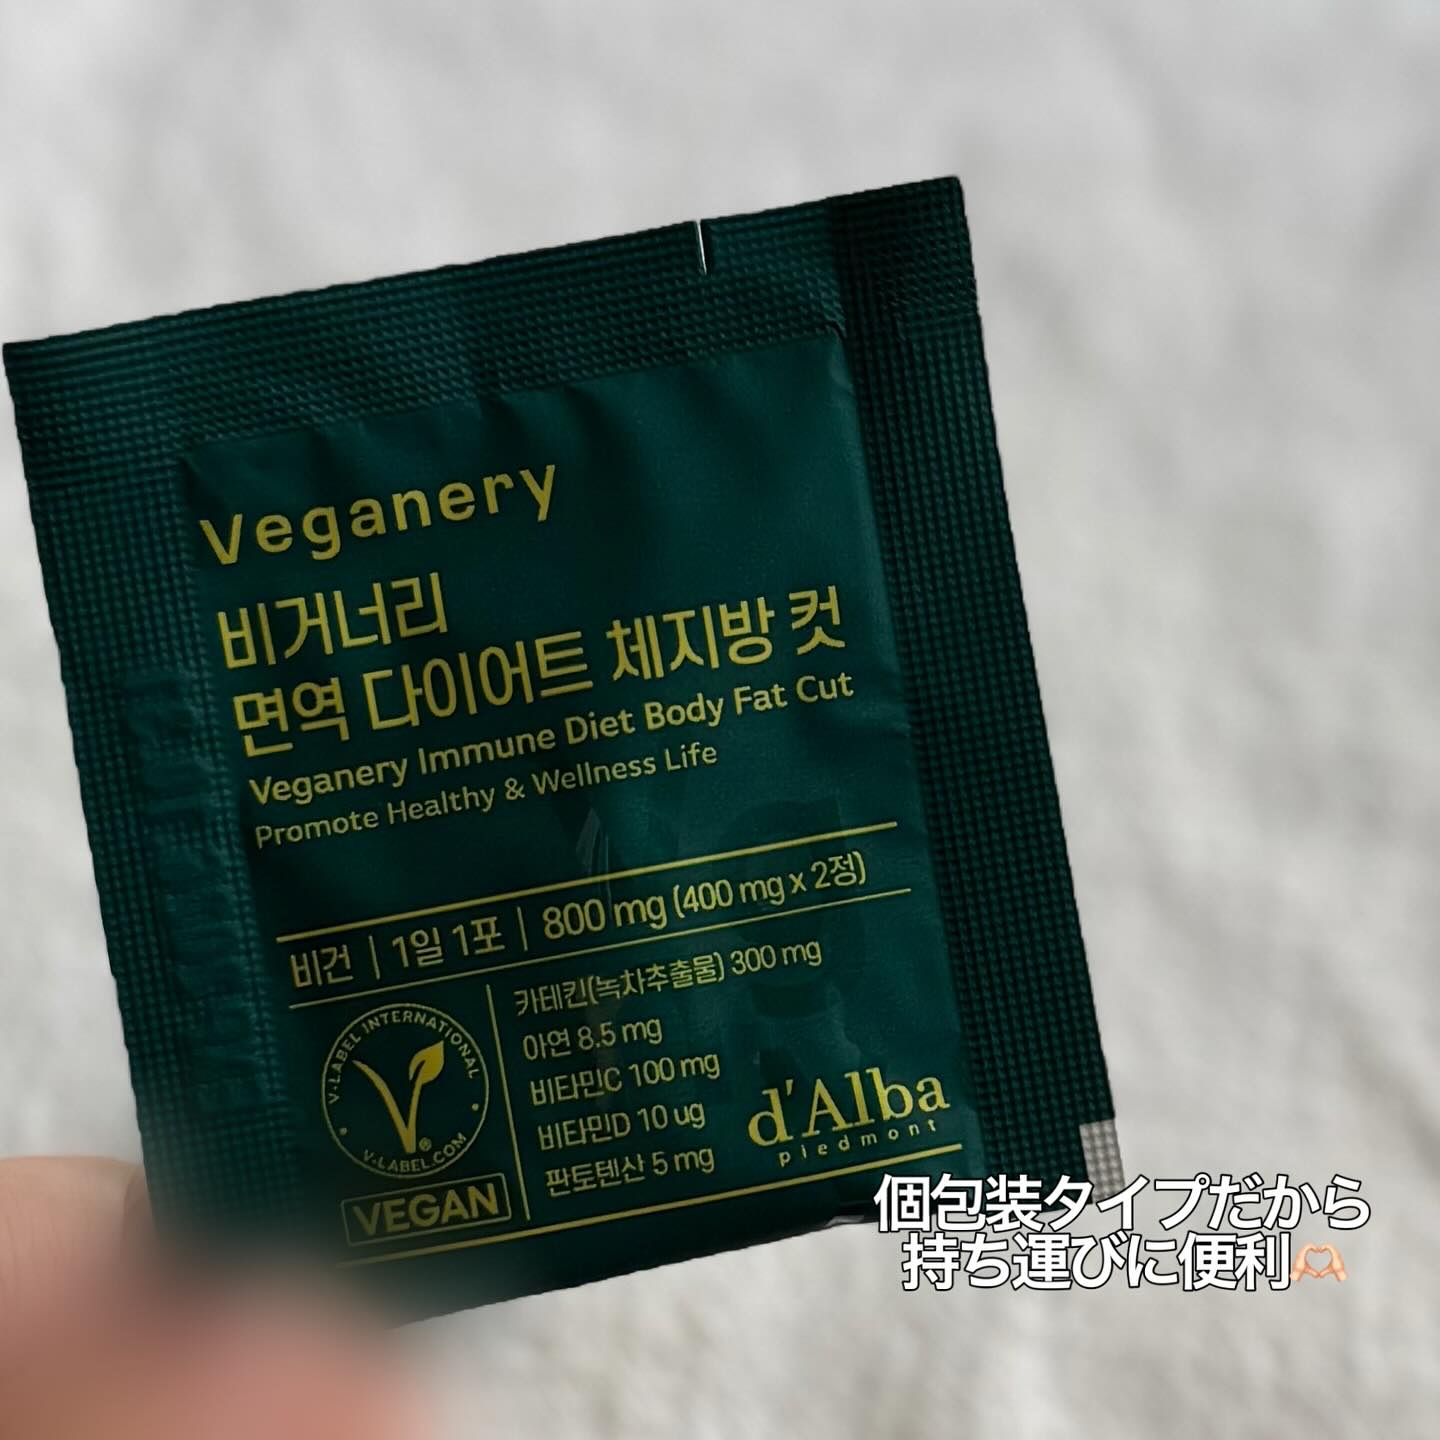 Veganery
비거너리
면역 다이어트 체지방 컷
Veganery Immune Diet Body Fat Cut
Promote Healthy & Wellness Life
비건 | 1일 1포 | 800 mg (400 mg x 2정)
V-LABEL INTERNATIONAL
V-LABEL.COM
®
VEGAN
카테킨(녹차추출물) 300 mg
아연 8.5 mg
비타민C 100 mg
비타민D 10 ug
판토텐산 5 mg
d'Alba
piedmont
個包装タイプだから
持ち運びに便利🫶🏻